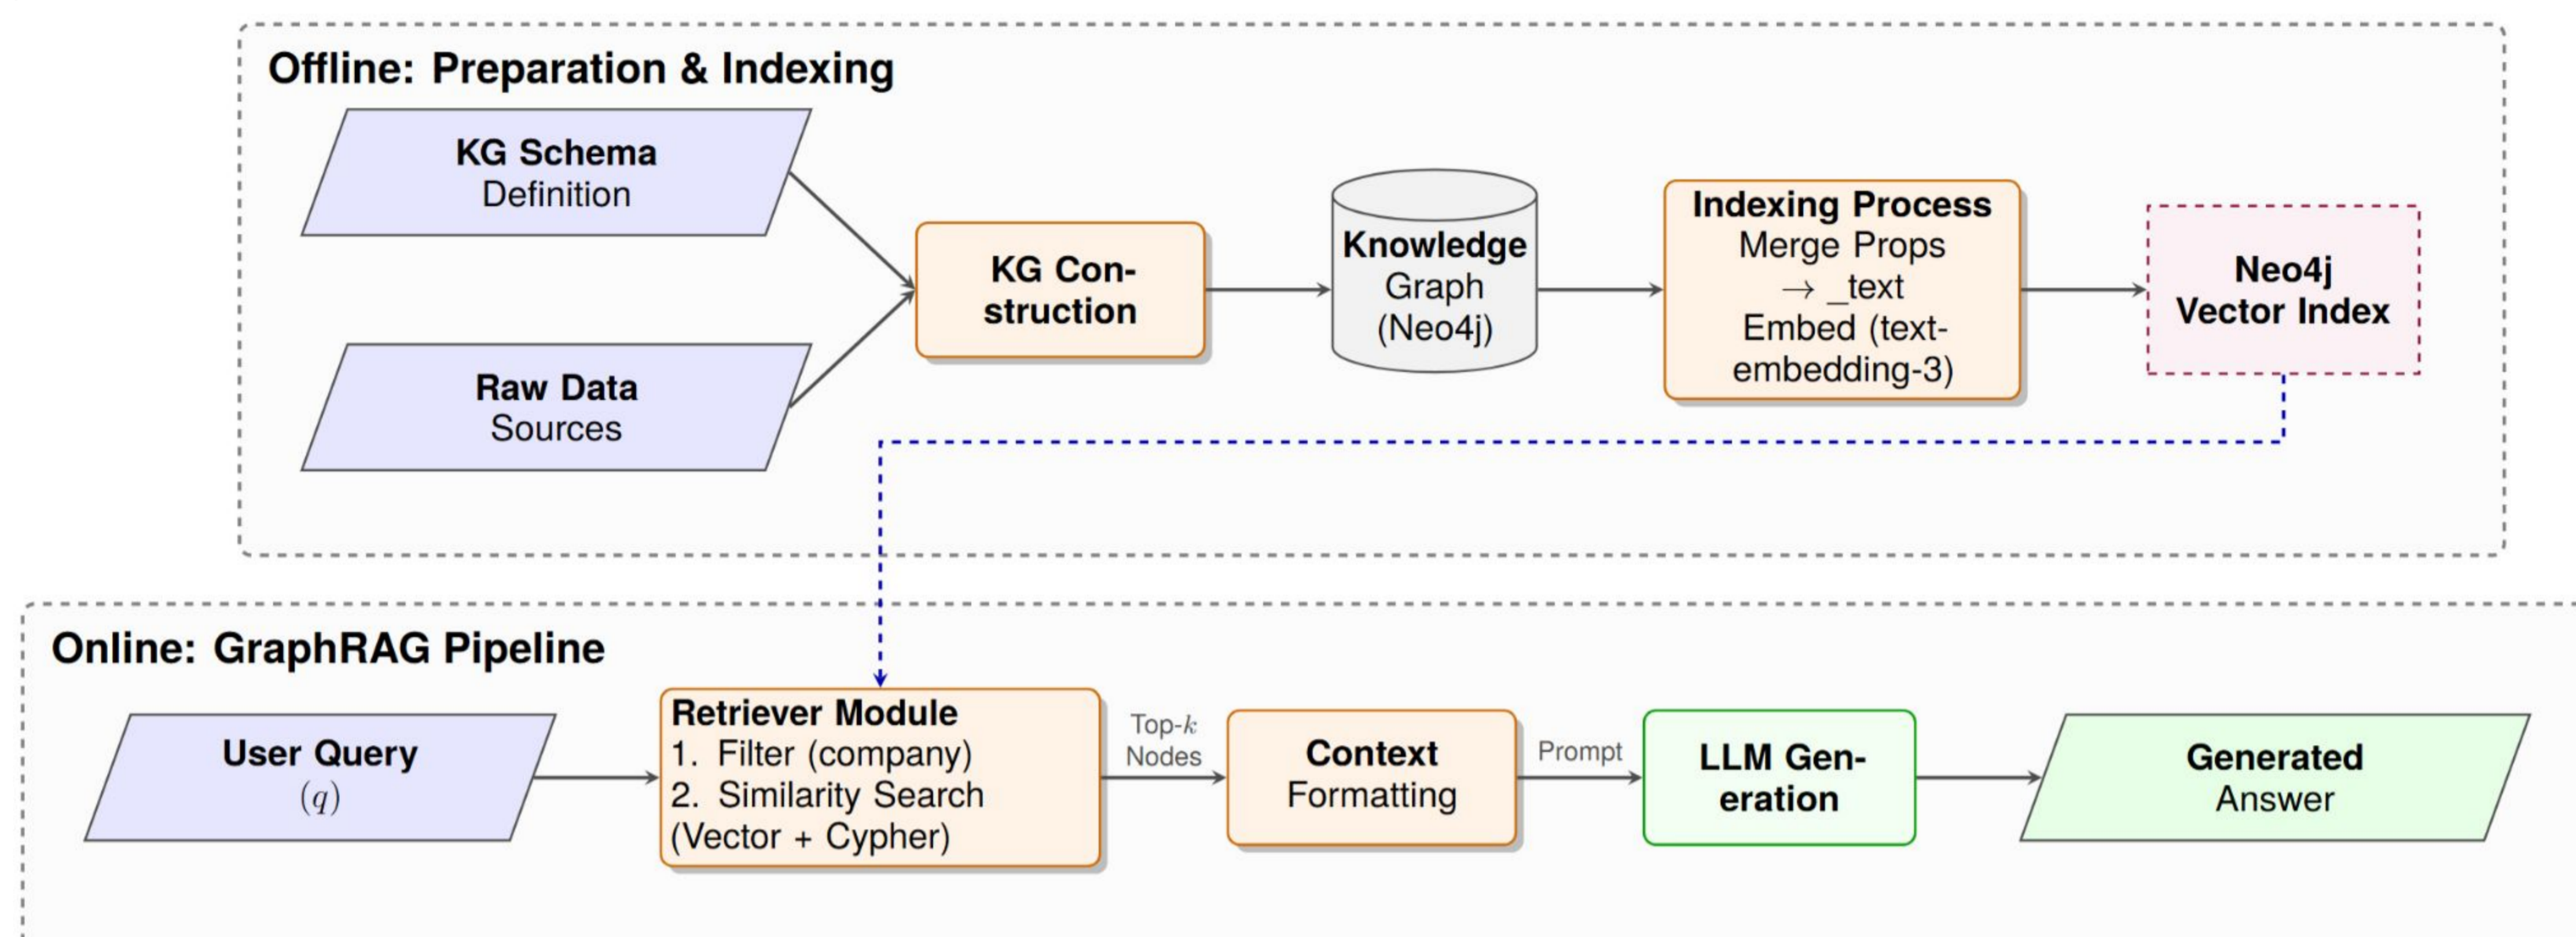 Offline: Preparation & Indexing
KG Schema
Definition
Raw Data
Sources
KG Con-
struction
Knowledge
Graph
(Neo4j)
Indexing Process
Merge Props
→ _text
Embed (text-
embedding-3)
Neo4j
Vector Index
Online: GraphRAG Pipeline
User Query
(q)
Retriever Module
1. Filter (company)
2. Similarity Search
(Vector + Cypher)
Top-k
Nodes
Context
Formatting
Prompt
LLM Gen-
eration
Generated
Answer